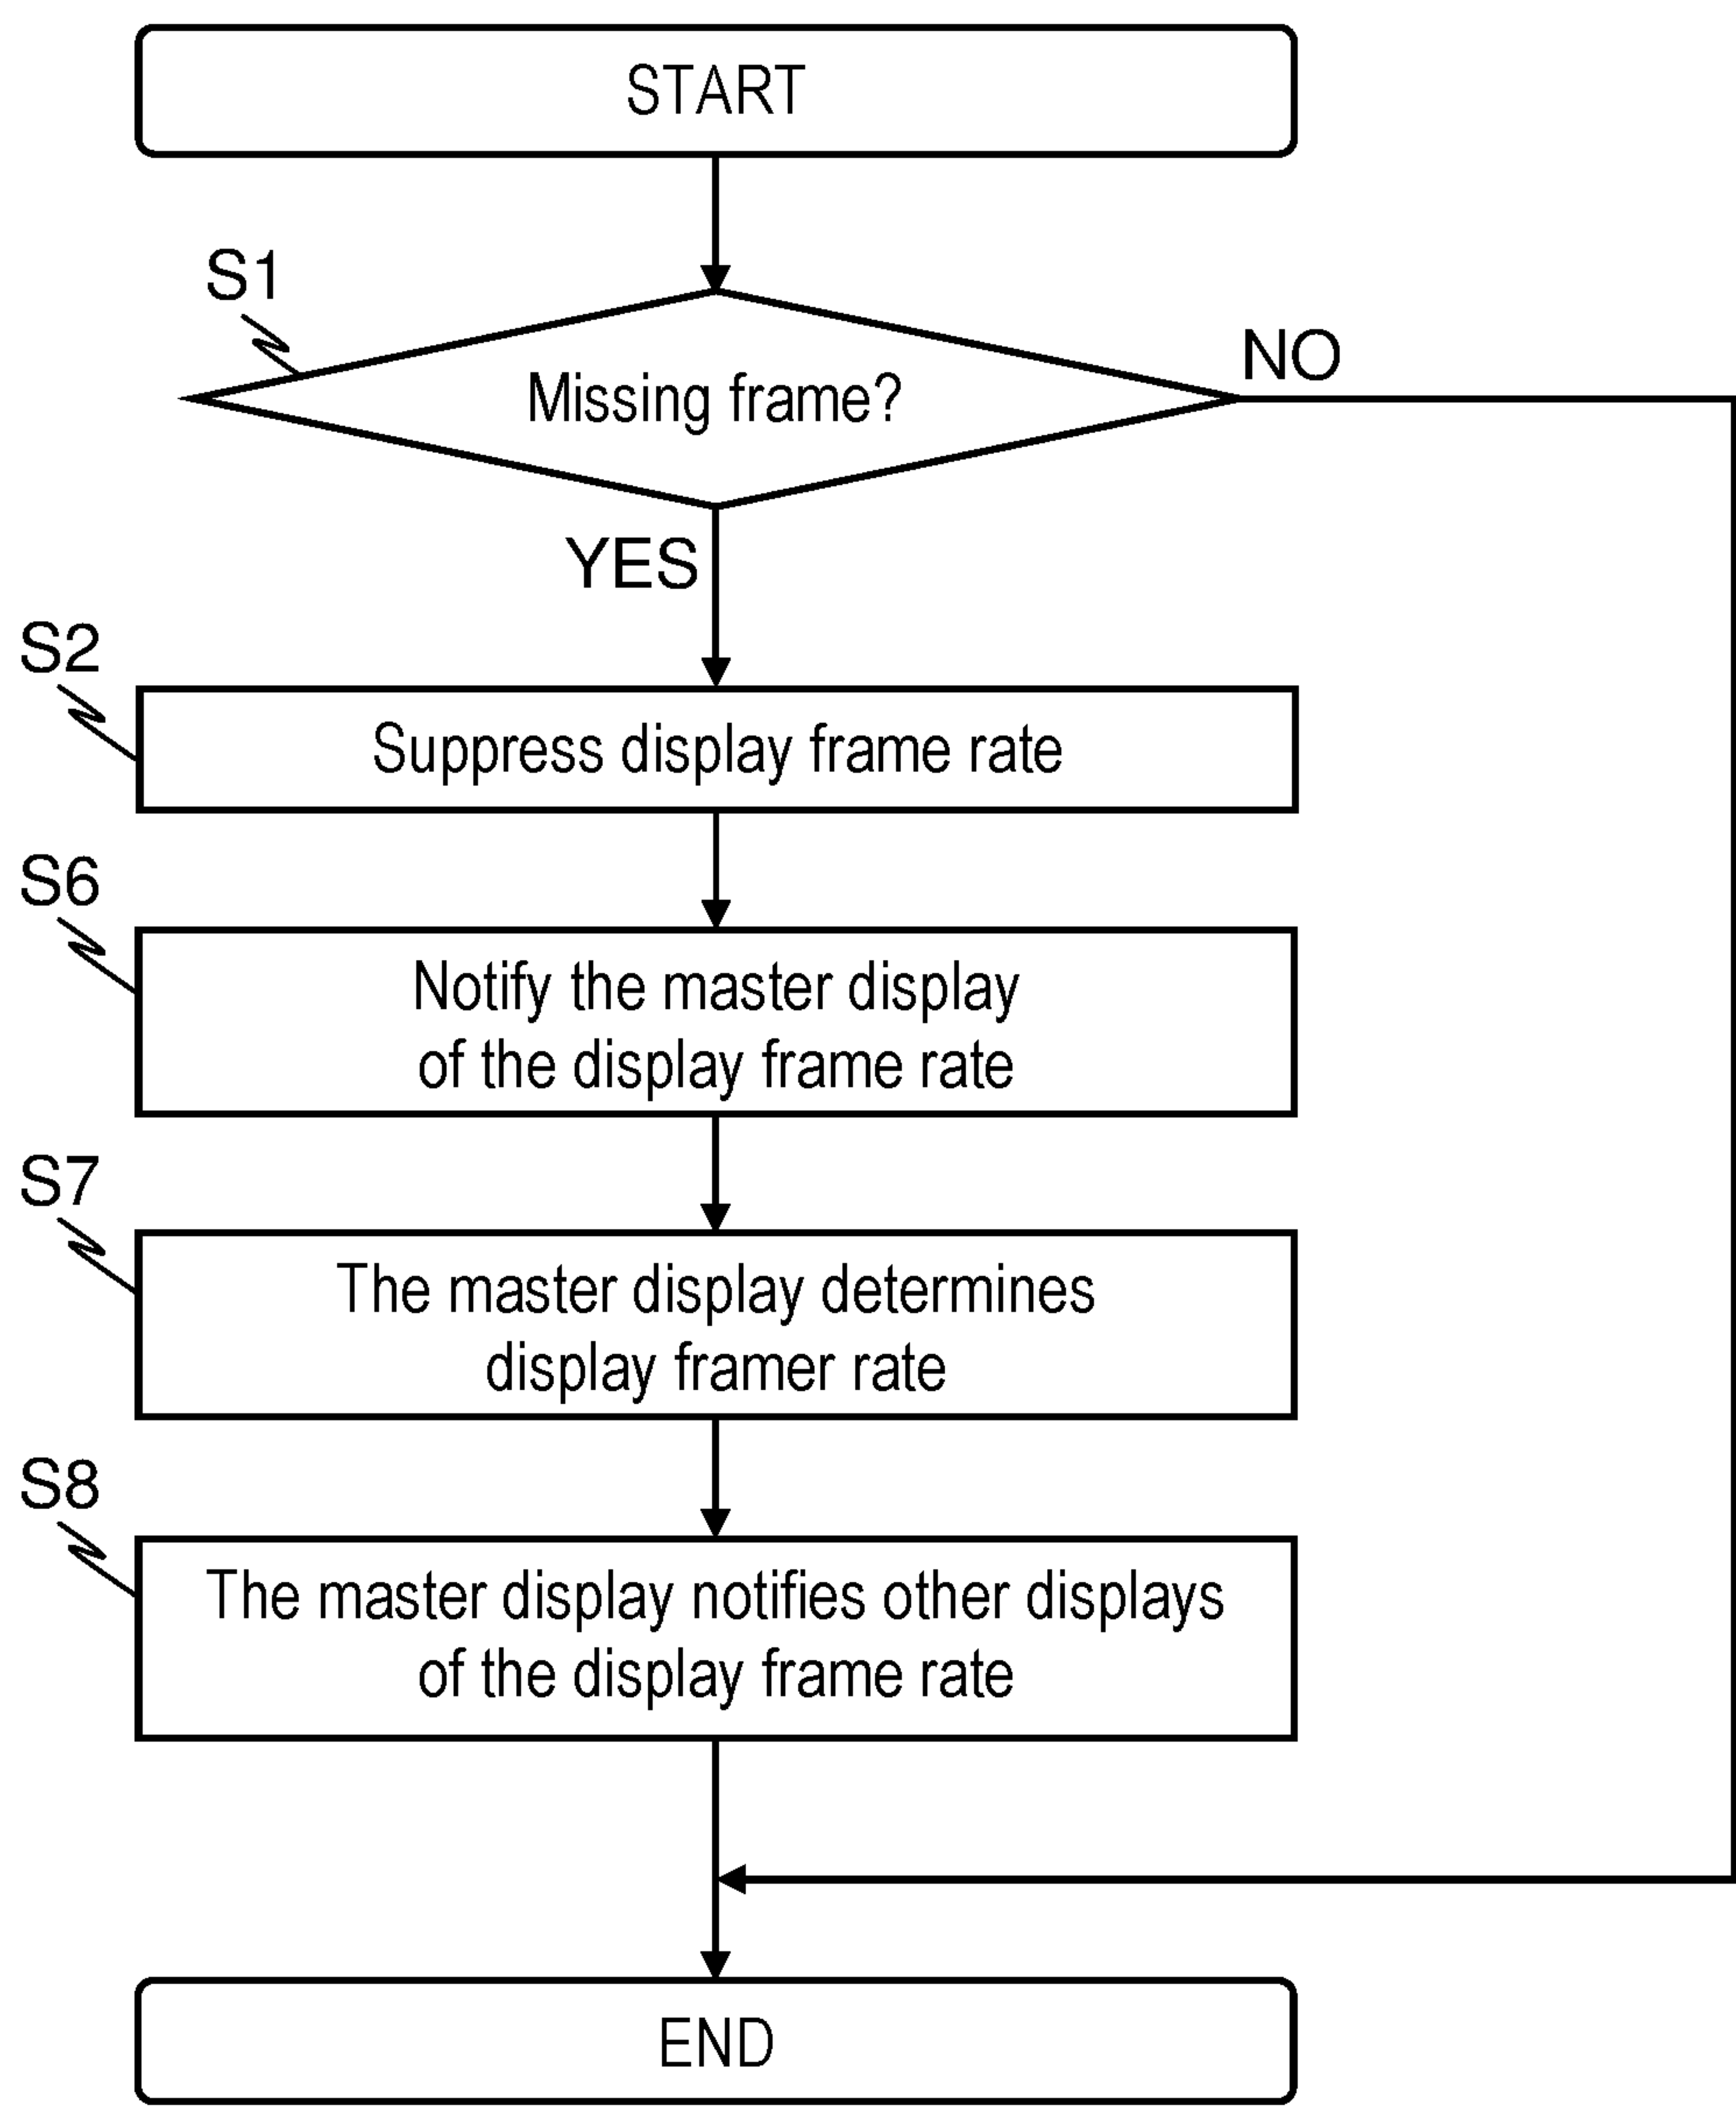 START
S1
Missing frame?
NO
YES
S2
Suppress display frame rate
S6
Notify the master display
of the display frame rate
S7
The master display determines
display framer rate
S8
The master display notifies other displays
of the display frame rate
END